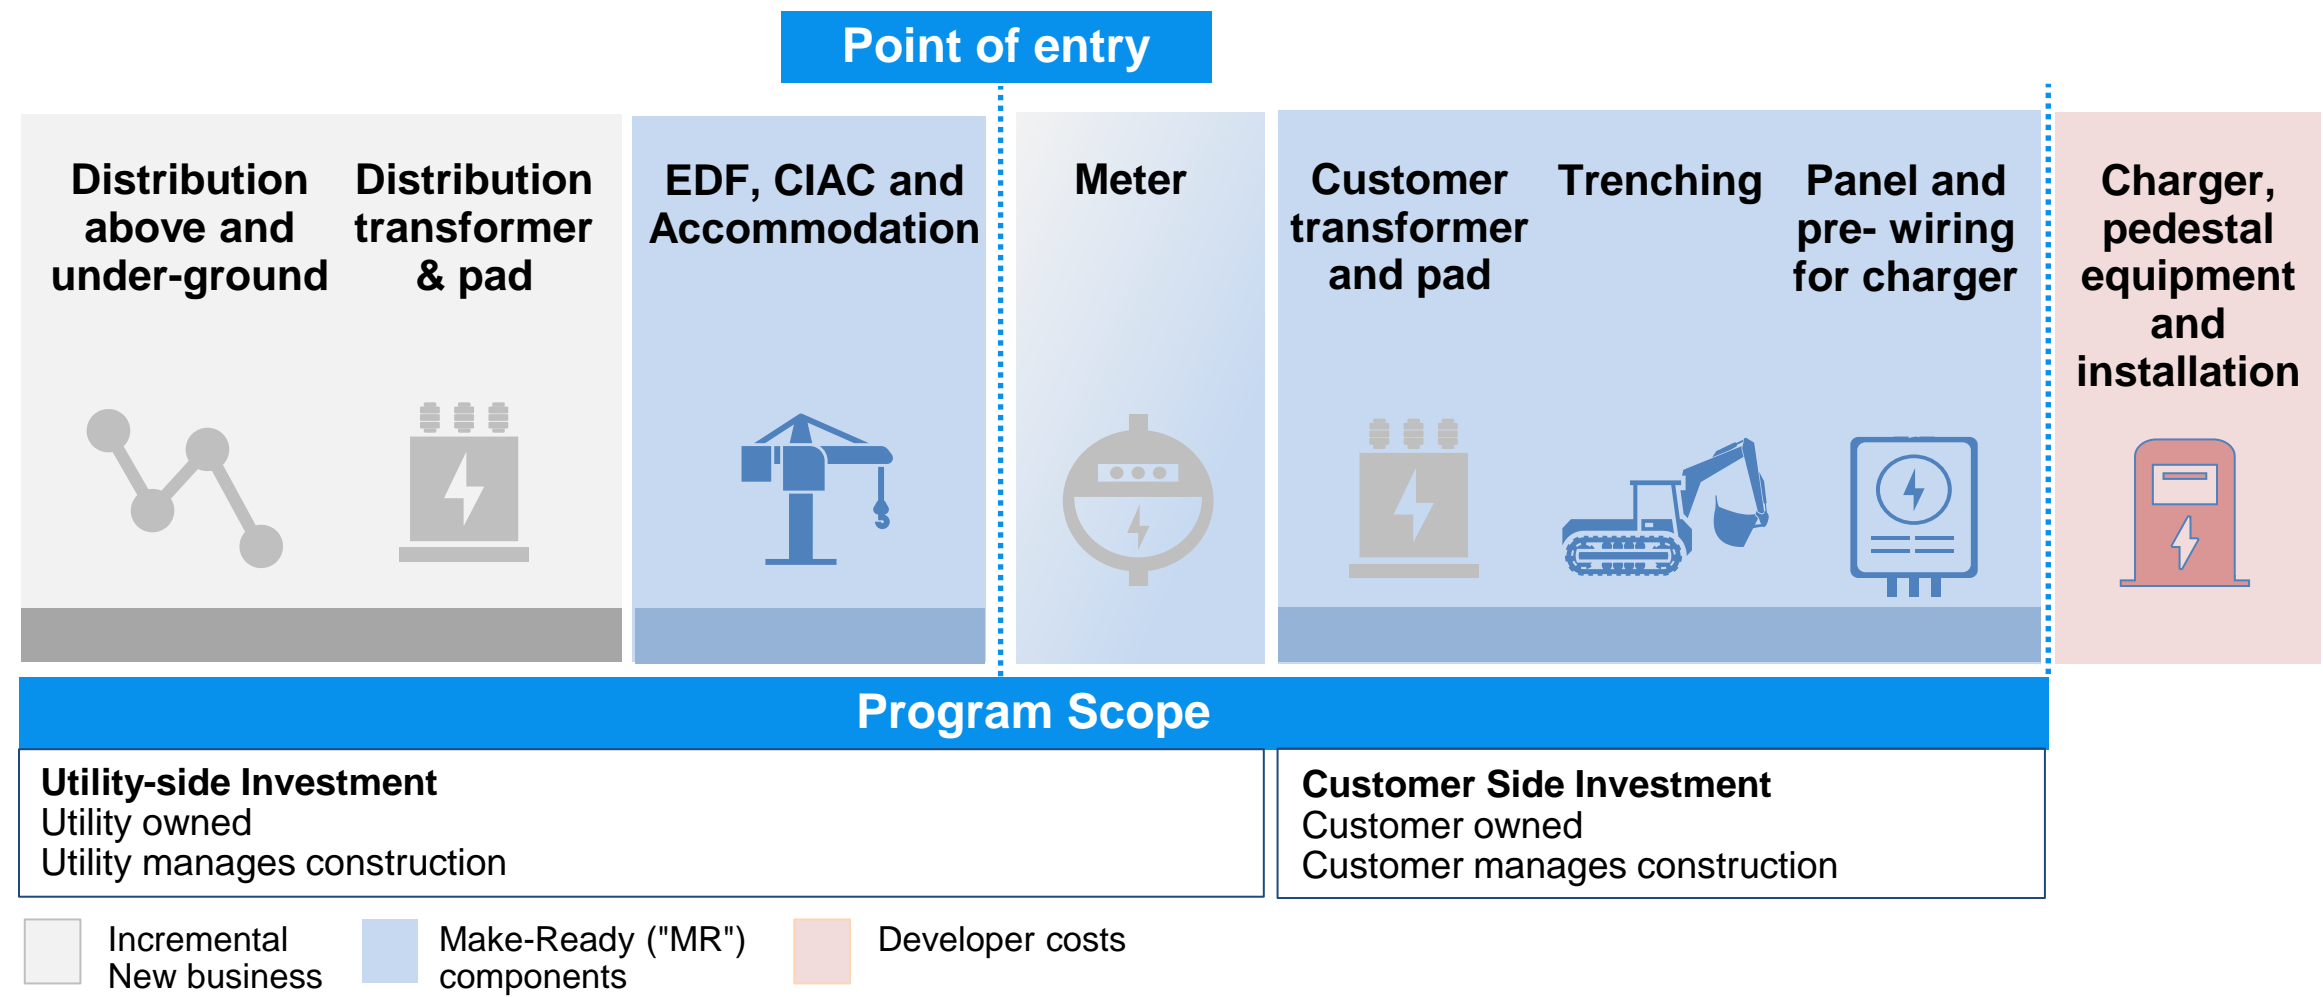 Point of entry
Distribution
above and
under-ground
Distribution
transformer
& pad
EDF, CIAC and
Accommodation
Meter
Customer
transformer
and pad
Trenching
Panel and
pre- wiring
for charger
Charger,
pedestal
equipment
and
installation
Program Scope
Utility-side Investment
Utility owned
Utility manages construction
Customer Side Investment
Customer owned
Customer manages construction
Incremental
New business
Make-Ready ("MR")
components
Developer costs